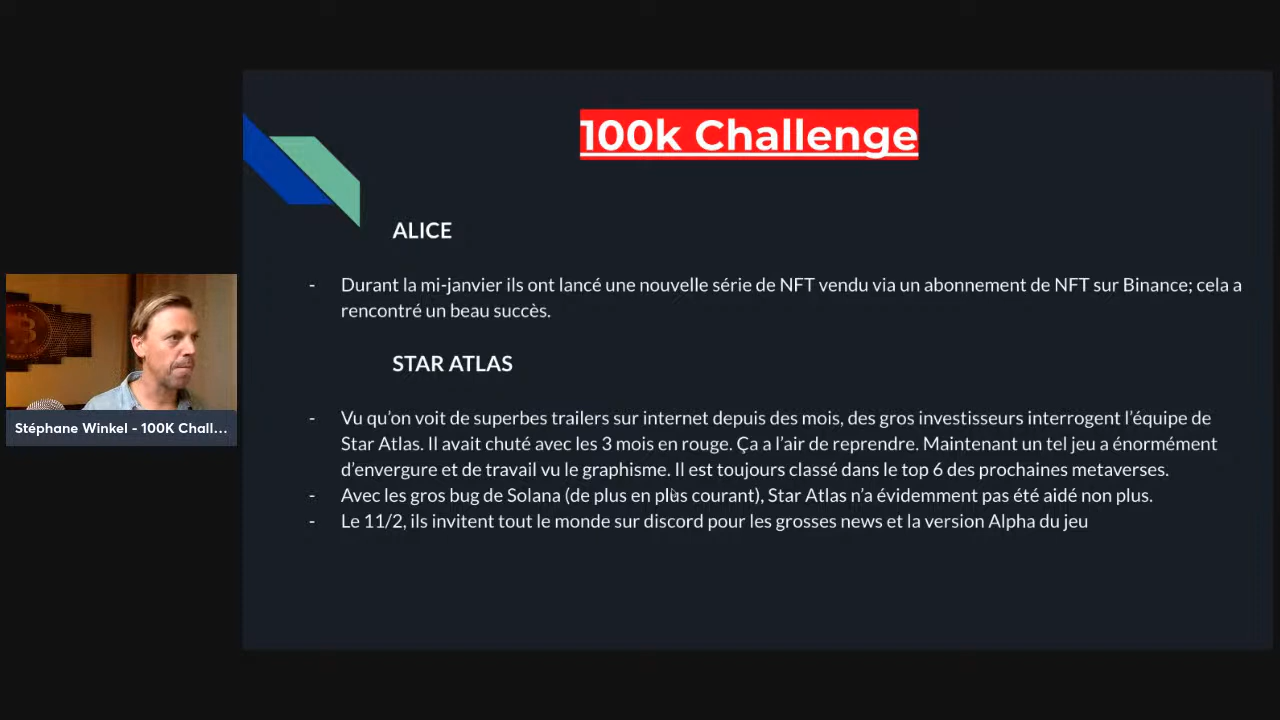 100k Challenge
ALICE
- Durant la mi-janvier ils ont lancé une nouvelle série de NFT vendu via un abonnement de NFT sur Binance; cela a
rencontré un beau succès.
STAR ATLAS
- Vu qu'on voit de superbes trailers sur internet depuis des mois, des gros investisseurs interrogent l'équipe de
Star Atlas. Il avait chuté avec les 3 mois en rouge. Ça a l'air de reprendre. Maintenant un tel jeu a énormément
d'envergure et de travail vu le graphisme. Il est toujours classé dans le top 6 des prochaines metaverses.
- Avec les gros bug de Solana (de plus en plus courant), Star Atlas n'a évidemment pas été aidé non plus.
- Le 11/2, ils invitent tout le monde sur discord pour les grosses news et la version Alpha du jeu
Stéphane Winkel - 100K Chall...